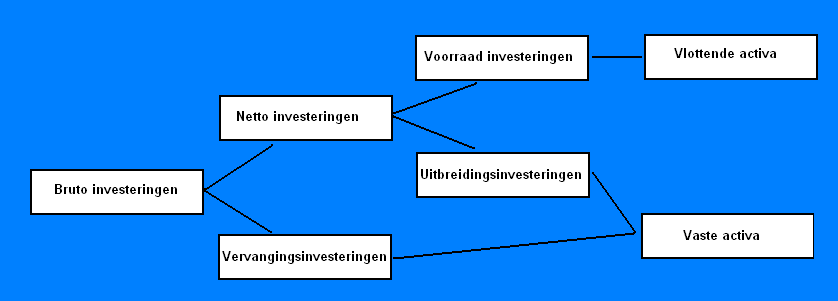 Voorraad investeringen
Vlottende activa
Netto investeringen
Uitbreidingsinvesteringen
Bruto investeringen
Vaste activa
Vervangingsinvesteringen